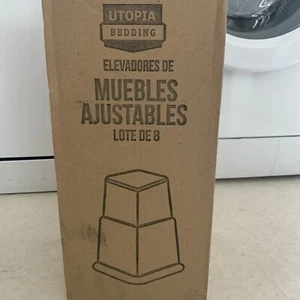 UTOPIA
BEDDING
ELEVADORES DE
MUEBLES
AJUSTABLES
LOTE DE 8